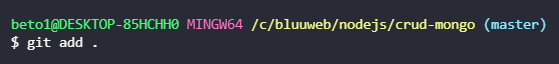 beto1@DESKTOP-85HCHH0 MINGW64 /c/bluuweb/nodejs/crud-mongo (master)
$ git add .